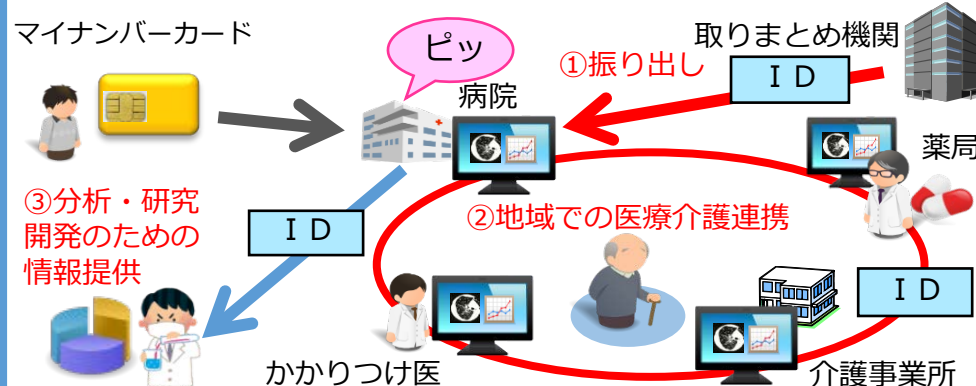 マイナンバーカード
ピッ
取りまとめ機関
①振り出し
ＩＤ
病院
薬局
③分析・研究
開発のための
情報提供
ＩＤ
②地域での医療介護連携
ＩＤ
かかりつけ医
介護事業所